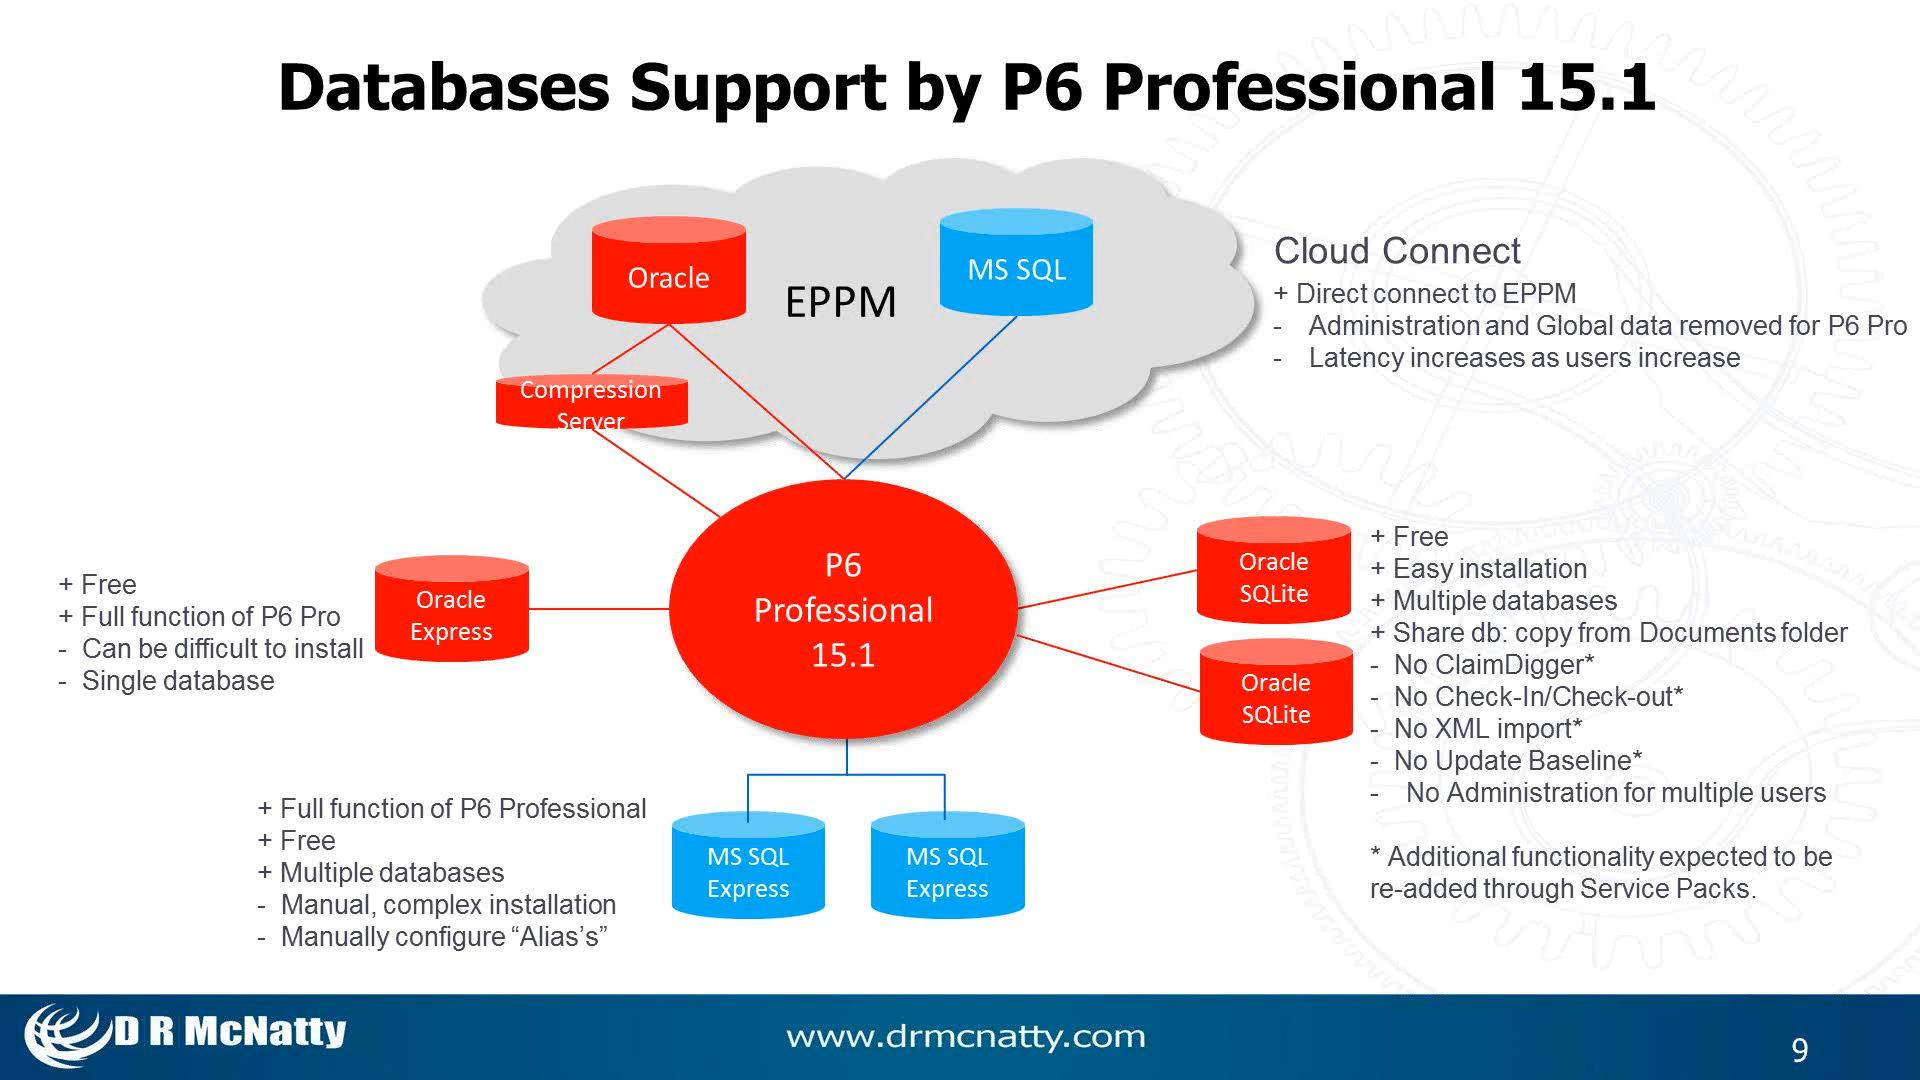 Databases Support by P6 Professional 15.1
Oracle
MS SQL
EPPM
Compression
Server
Cloud Connect
+ Direct connect to EPPM
- Administration and Global data removed for P6 Pro
- Latency increases as users increase
P6
Professional
15.1
+ Free
+ Full function of P6 Pro
- Can be difficult to install
- Single database
Oracle
Express
Oracle
SQLite
Oracle
SQLite
+ Free
+ Easy installation
+ Multiple databases
+ Share db: copy from Documents folder
- No ClaimDigger*
- No Check-In/Check-out*
- No XML import*
- No Update Baseline*
- No Administration for multiple users
* Additional functionality expected to be
re-added through Service Packs.
+ Full function of P6 Professional
+ Free
+ Multiple databases
- Manual, complex installation
- Manually configure “Alias’s”
MS SQL
Express
MS SQL
Express
D R McNatty
www.drmcnatty.com
9